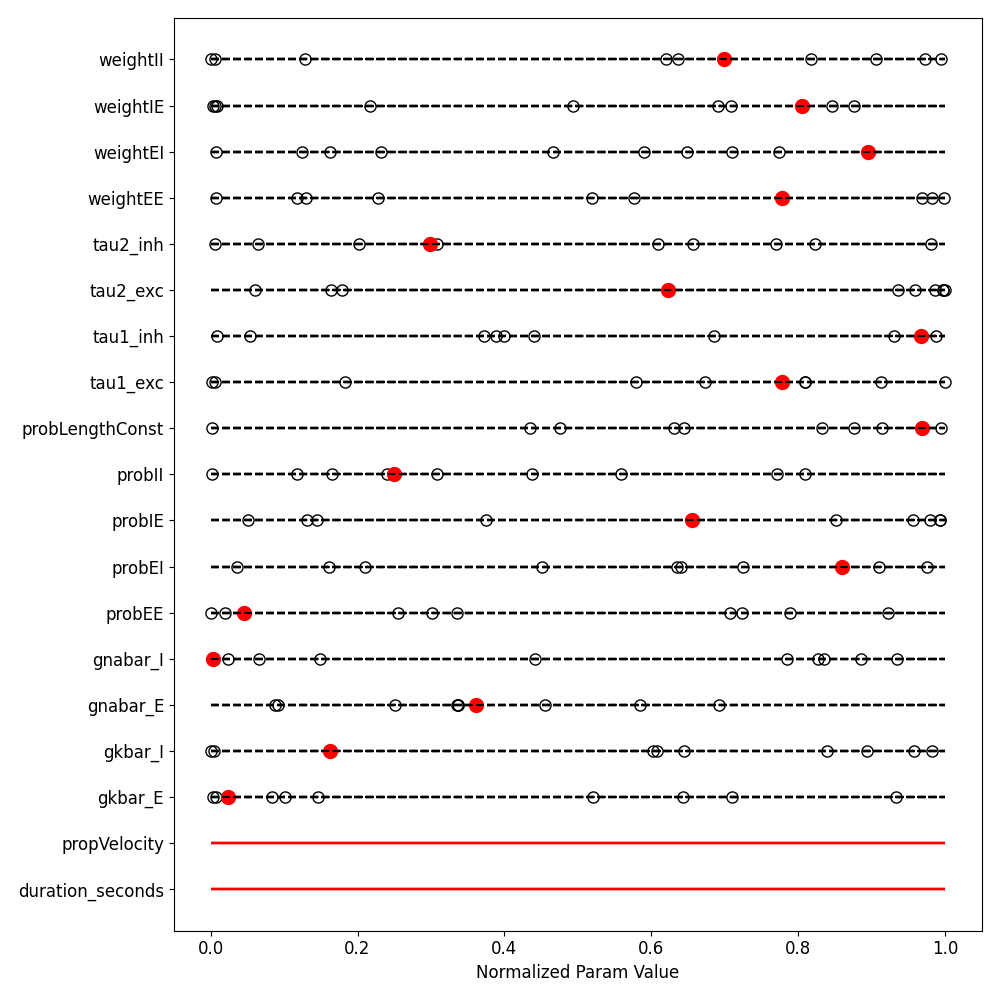 weightII
weightIE
weightEI
weightEE
tau2_inh
tau2_exc
tau1_inh
tau1_exc
probLengthConst
probII
probIE
probEI
probEE
gnabar_I
gnabar_E
gkbar_I
gkbar_E
propVelocity
duration_seconds
0.0 0.2 0.4 0.6 0.8 1.0
Normalized Param Value